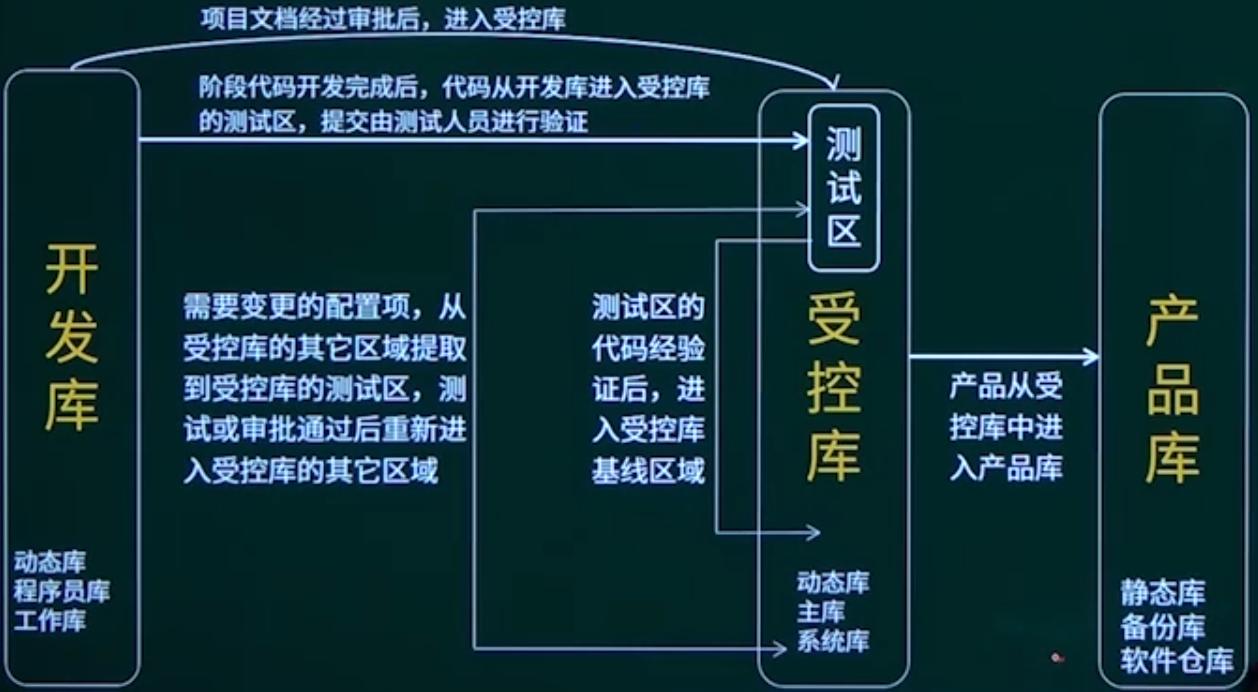 项目文档经过审批后，进入受控库
阶段代码开发完成后，代码从开发库进入受控库
的测试区，提交由测试人员进行验证
开发库
动态库
程序员库
工作库
需要变更的配置项，从
受控库的其它区域提取
到受控库的测试区，测
试或审批通过后重新进
入受控库的其它区域
测试区的
代码经验
证后，进
入受控库
基线区域
测试区
受控库
动态库
主库
系统库
产品从受
控库中进
入产品库
产品库
静态库
备份库
软件仓库